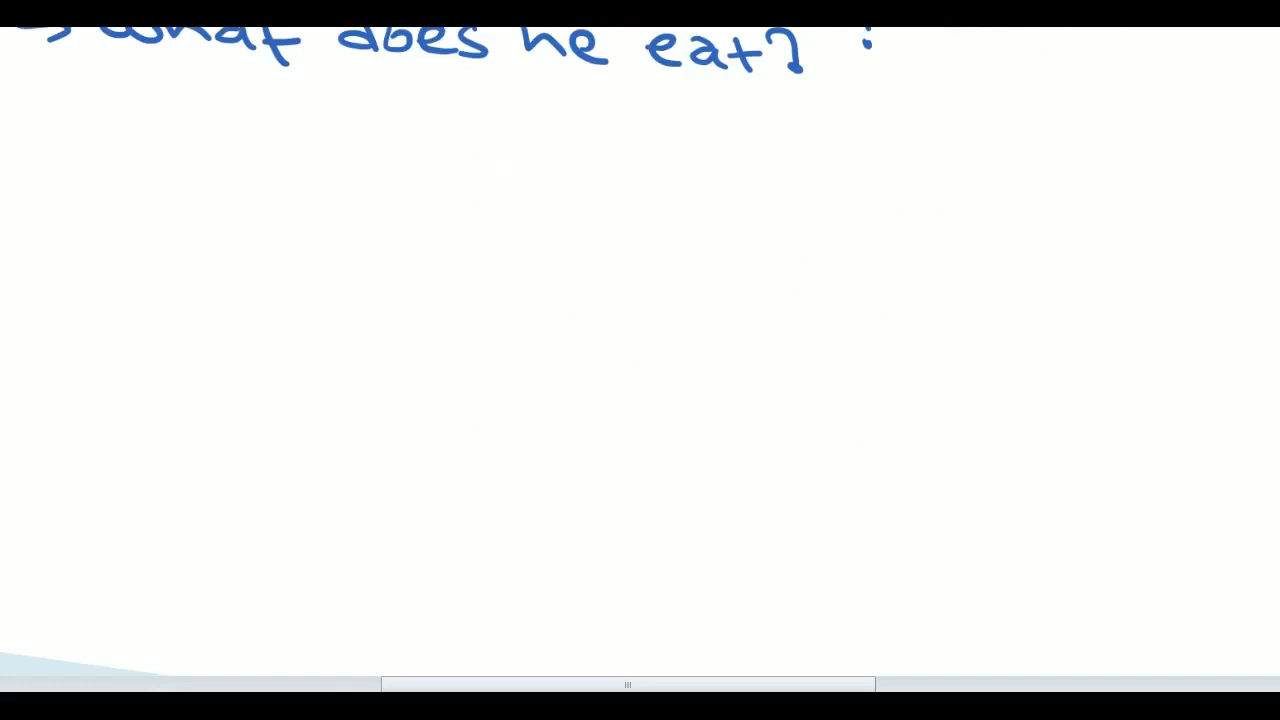 → what does he eat? :